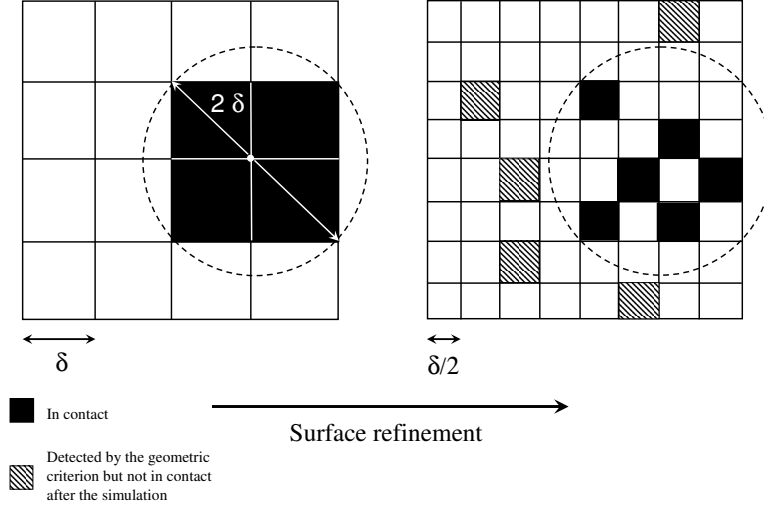 2 δ
δ
δ/2
In contact
Surface refinement
Detected by the geometric
criterion but not in contact
after the simulation